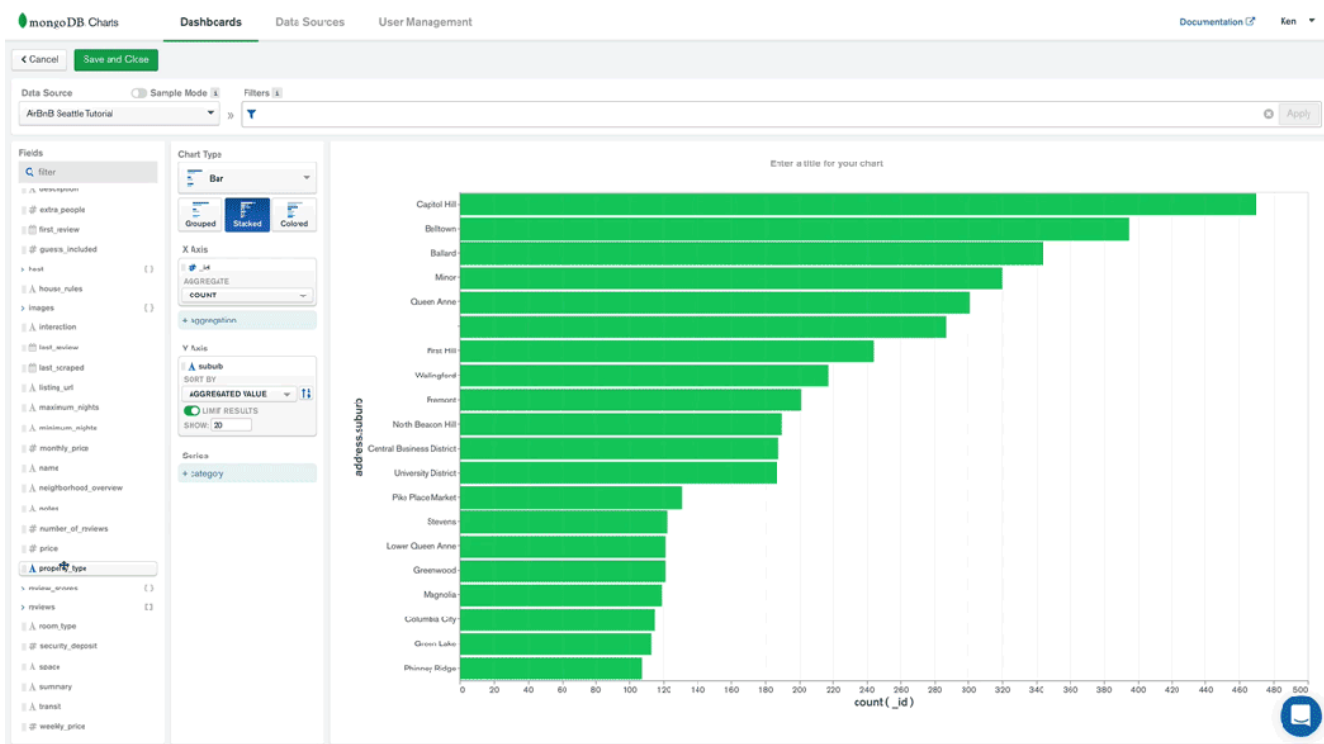 mongoDB. Charts
Dashboards
Data Sources
User Management
Documentation
Ken
Cancel
Save and Close
Data Source
Sample Mode
Filters
AirBnB Seattle Tutorial
Apply
Fields
filter
description
extra_people
first_review
guests_included
host
house_rules
images
interaction
last_review
last_scraped
listing_url
maximum_nights
minimum_nights
monthly_price
name
neighborhood_overview
notes
number_of_reviews
price
property_type
review_scores
reviews
room_type
security_deposit
space
summary
transit
weekly_price
Chart Type
Bar
Grouped
Stacked
Colored
X Axis
_id
AGGREGATE
COUNT
+ aggregation
Y Axis
suburb
SORT BY
AGGREGATED VALUE
LIMIT RESULTS
SHOW: 20
Series
+ category
Enter a title for your chart
address.suburb
Capitol Hill
Belltown
Ballard
Minor
Queen Anne
First Hill
Wallingford
Fremont
North Beacon Hill
Central Business District
University District
Pike Place Market
Stevens
Lower Queen Anne
Greenwood
Magnolia
Columbia City
Green Lake
Phinney Ridge
0 20 40 60 80 100 120 140 160 180 200 220 240 260 280 300 320 340 360 380 400 420 440 460 480 500
count ( _id )